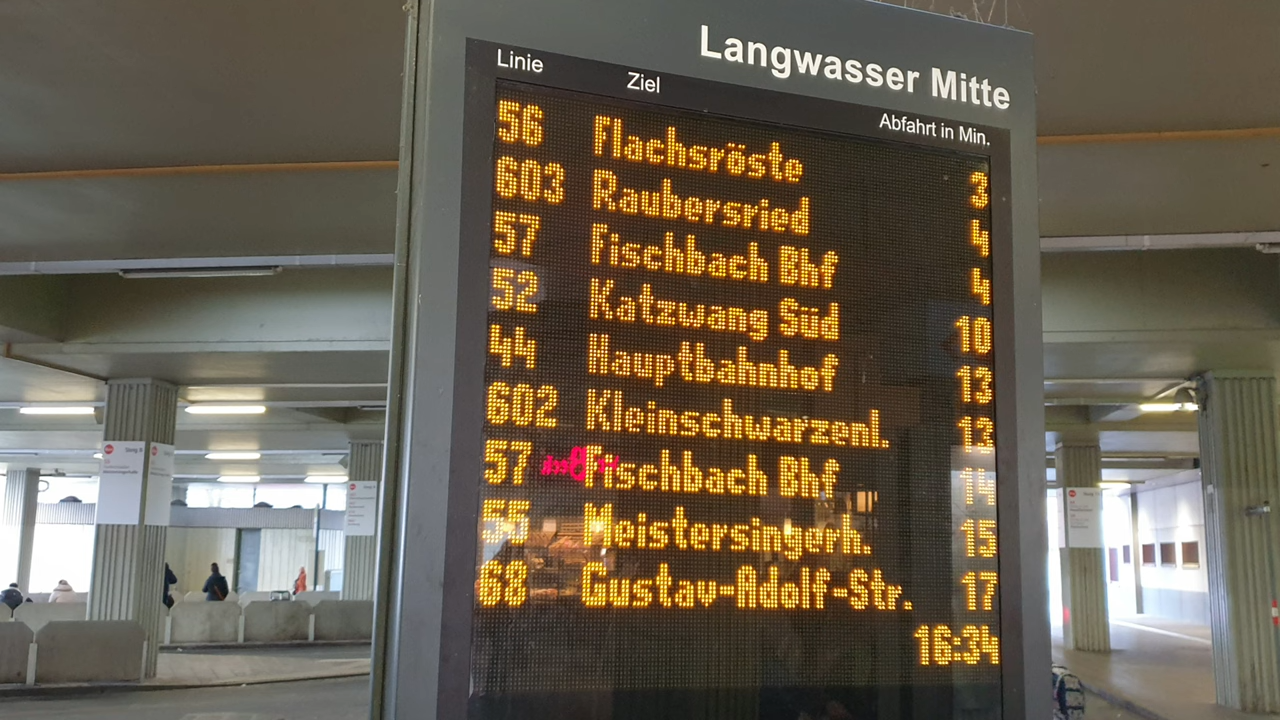 Langwasser Mitte
Linie Ziel Abfahrt in Min.
56 Flachsröste 3
603 Raubersried 4
57 Fischbach Bhf 4
52 Katzwang Süd 10
44 Hauptbahnhof 13
602 Kleinschwarzenl. 13
57 Fischbach Bhf 14
55 Meistersingerh. 15
68 Gustav-Adolf-Str. 17
16:34